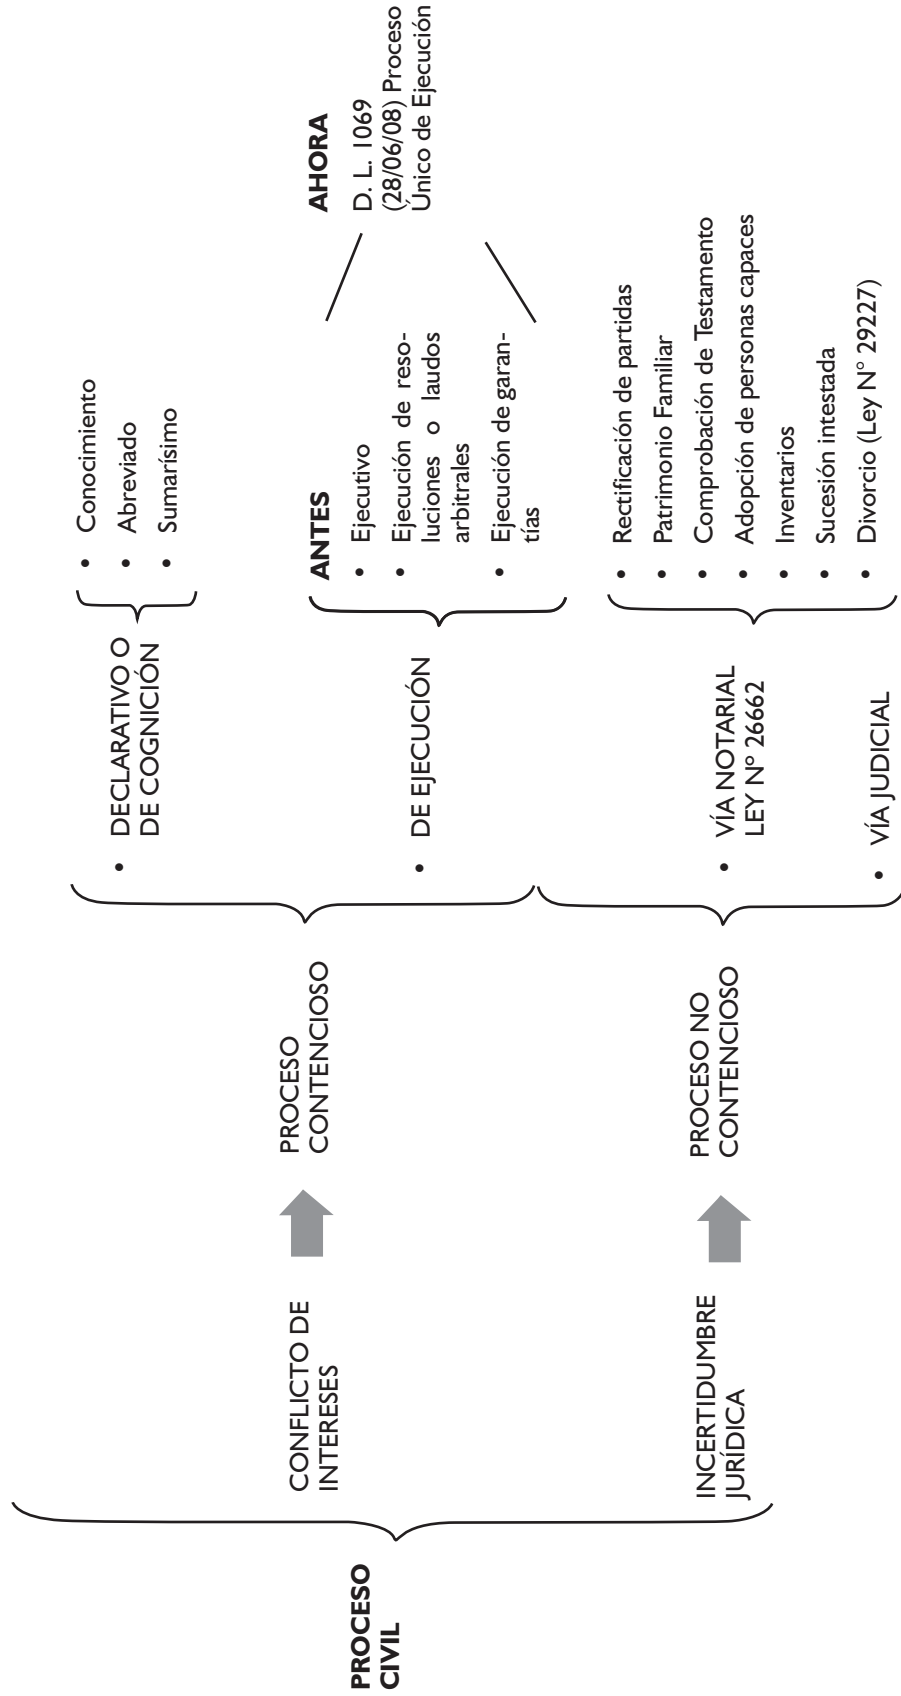 PROCESO
CIVIL
CONFLICTO DE
INTERESES
PROCESO
CONTENCIOSO
• DECLARATIVO O
DE COGNICIÓN
• Conocimiento
• Abreviado
• Sumarísimo
• DE EJECUCIÓN
ANTES
• Ejecutivo
• Ejecución de reso-
luciones o laudos
arbitrales
• Ejecución de garan-
tías
AHORA
D. L. 1069
(28/06/08) Proceso
Único de Ejecución
INCERTIDUMBRE
JURÍDICA
PROCESO NO
CONTENCIOSO
• VÍA NOTARIAL
LEY Nº 26662
• Rectificación de partidas
• Patrimonio Familiar
• Comprobación de Testamento
• Adopción de personas capaces
• Inventarios
• Sucesión intestada
• Divorcio (Ley N° 29227)
• VÍA JUDICIAL